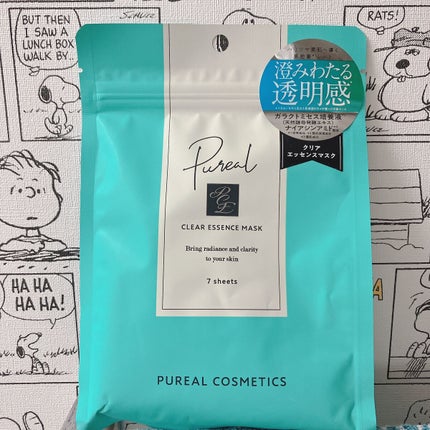 BUT THEN
I SAW A
LUNCH BOX
WALK BY...
SCHULZ
RATS!
澄みわたる
透明感
ガラクトミセス培養液
ナイアシンアミド
クリア
エッセンスマスク
Pureal
PCE
CLEAR ESSENCE MASK
Bring radiance and clarity
to your skin
7 sheets
HA HA
HA HA!
PUREAL COSMETICS